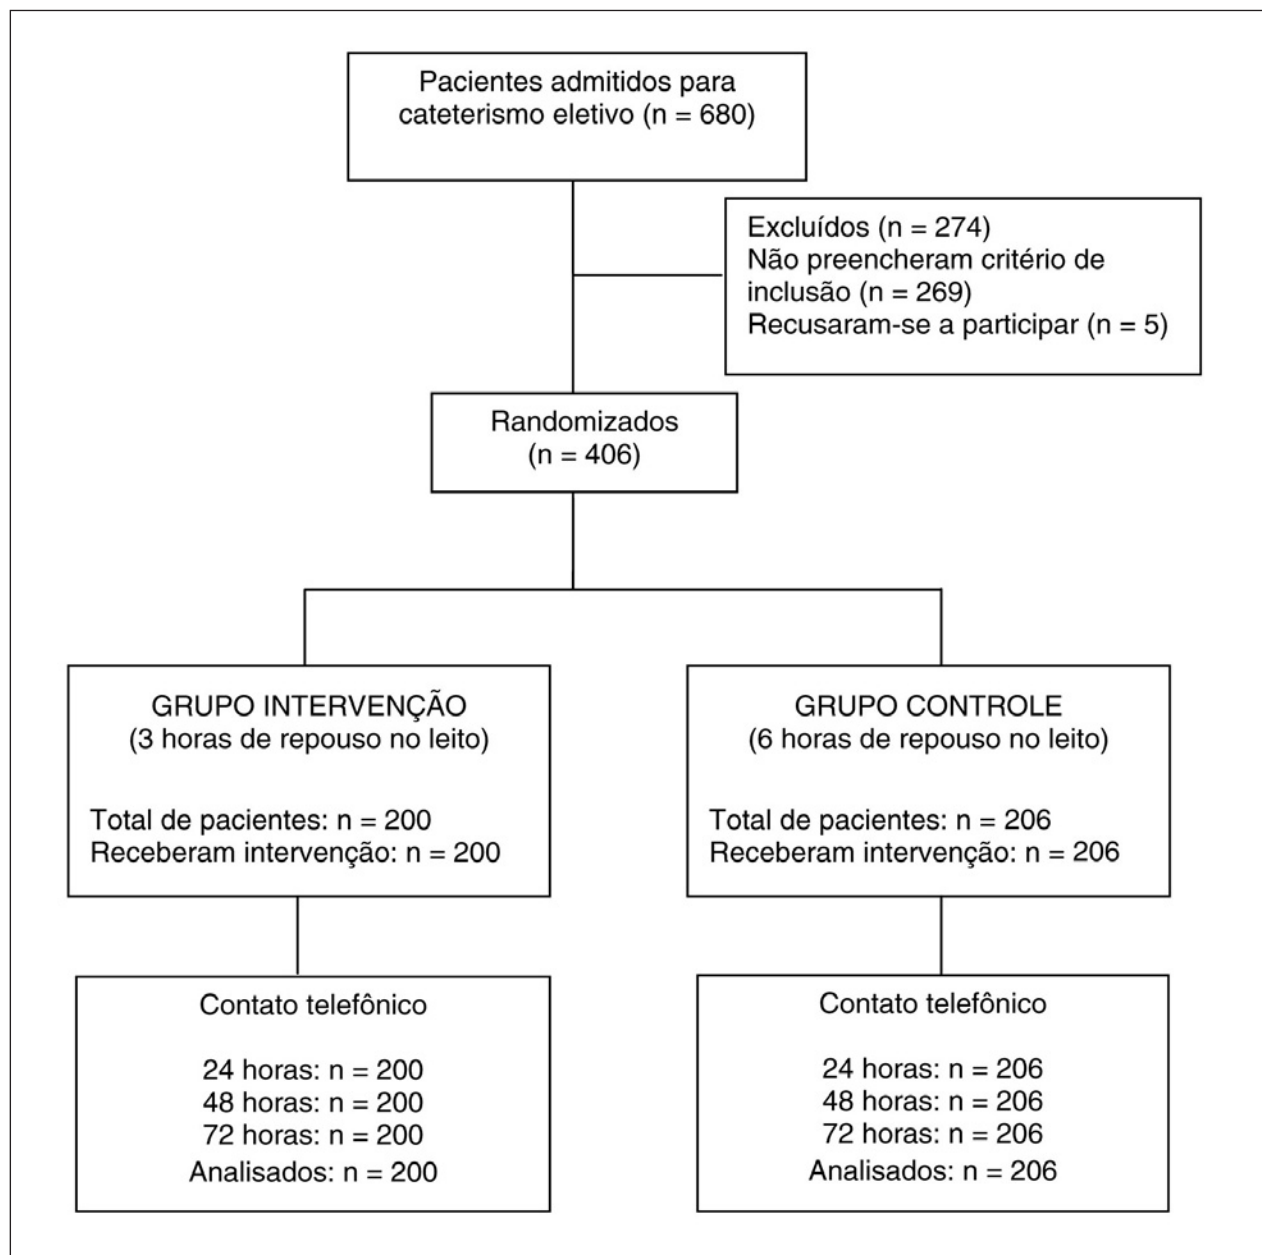 Pacientes admitidos para
cateterismo eletivo (n = 680)
Excluídos (n = 274)
Não preencheram critério de
inclusão (n = 269)
Recusaram-se a participar (n = 5)
Randomizados
(n = 406)
GRUPO INTERVENÇÃO
(3 horas de repouso no leito)
Total de pacientes: n = 200
Receberam intervenção: n = 200
GRUPO CONTROLE
(6 horas de repouso no leito)
Total de pacientes: n = 206
Receberam intervenção: n = 206
Contato telefônico
24 horas: n = 200
48 horas: n = 200
72 horas: n = 200
Analisados: n = 200
Contato telefônico
24 horas: n = 206
48 horas: n = 206
72 horas: n = 206
Analisados: n = 206